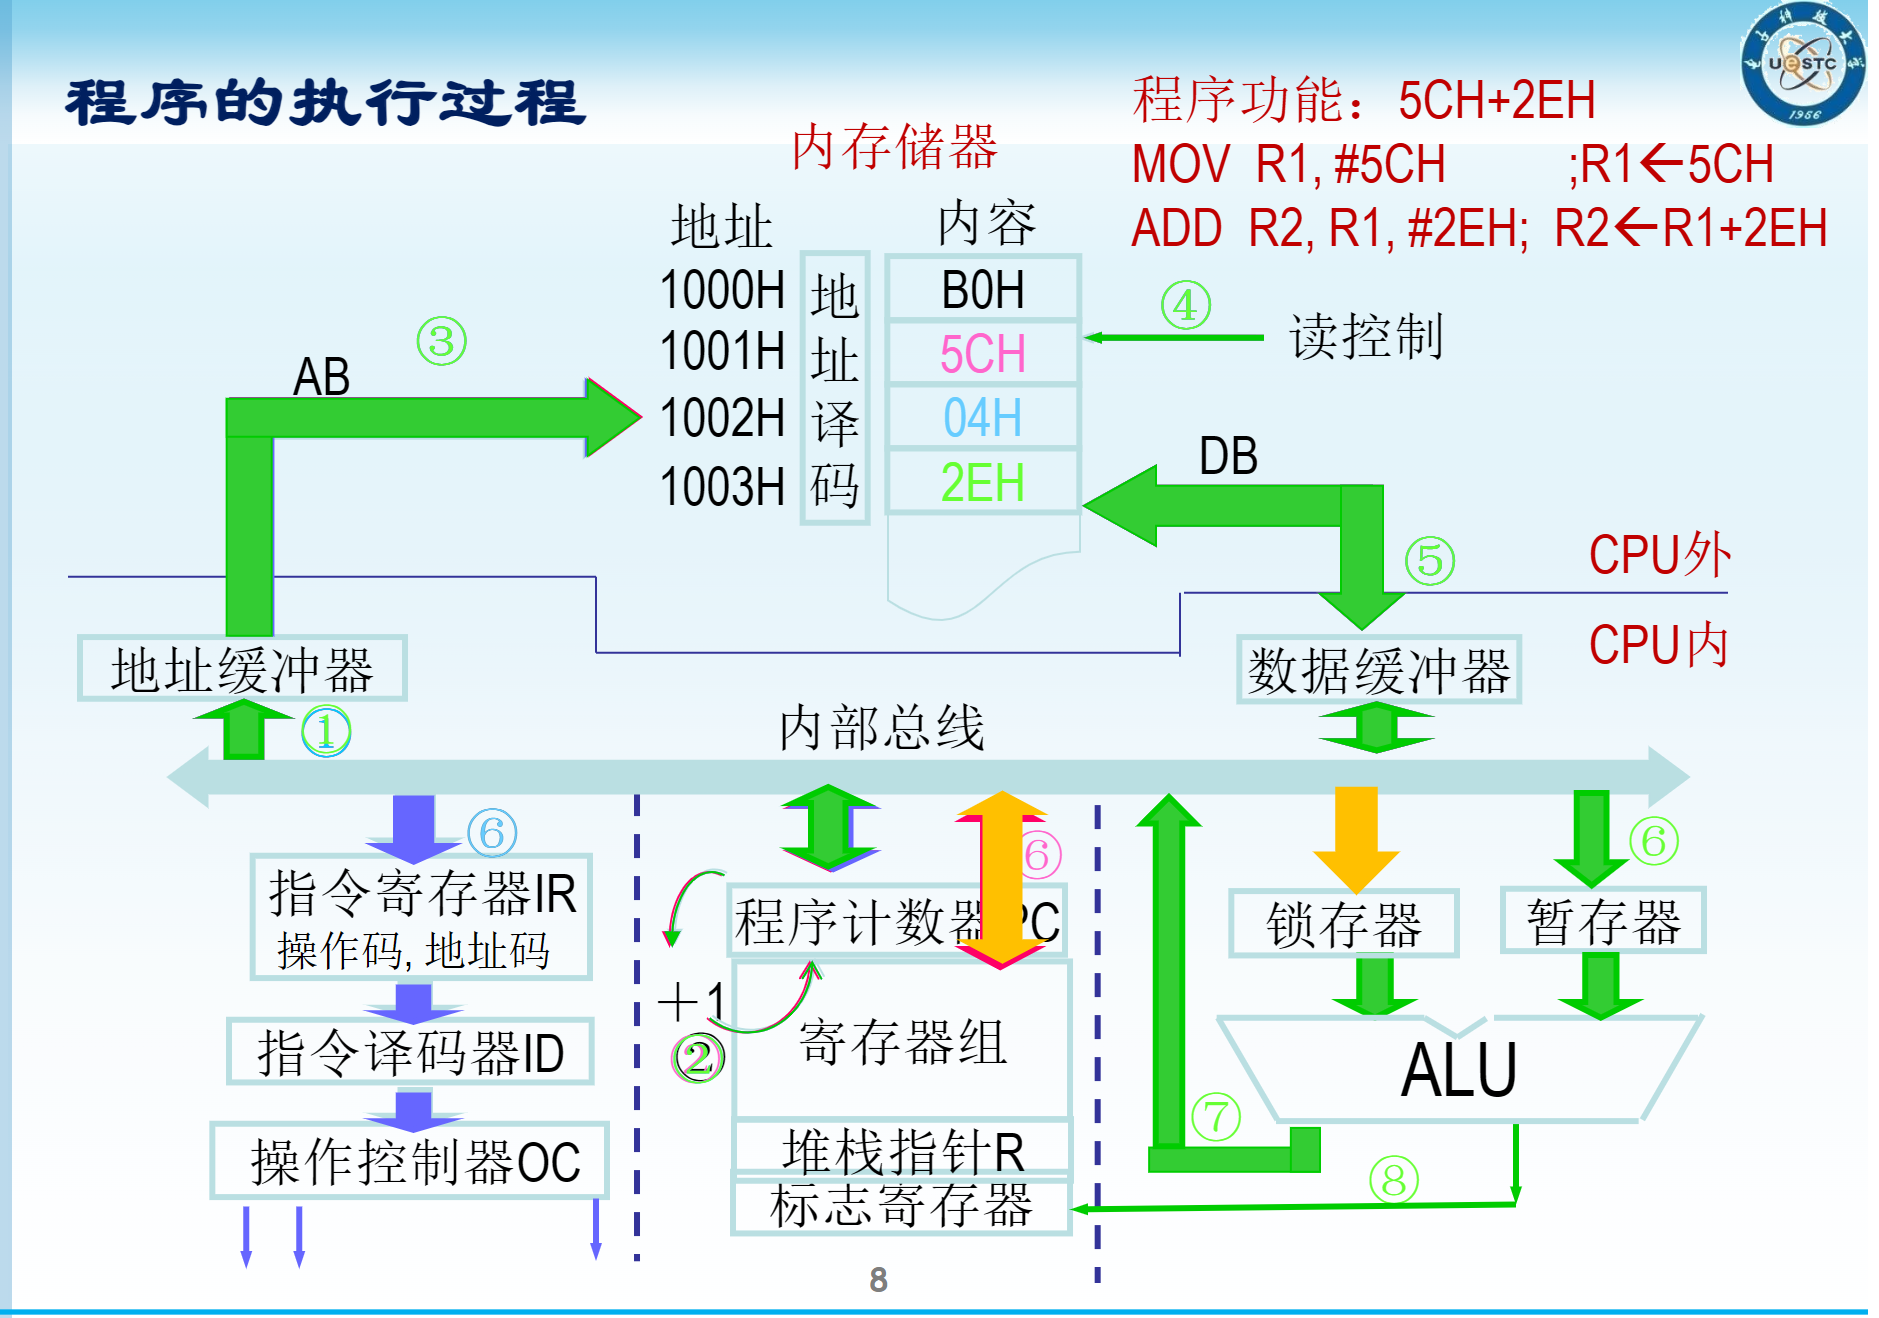 程序的执行过程
程序功能：5CH+2EH
MOV R1, #5CH ;R1←5CH
ADD R2, R1, #2EH; R2←R1+2EH
UESTC
1956
内存储器
地址 内容
1000H B0H
1001H 5CH
1002H 04H
1003H 2EH
地址译码
④
读控制
③
AB
DB
⑤
CPU外
CPU内
地址缓冲器
数据缓冲器
①
内部总线
⑥
⑥
⑥
指令寄存器IR
操作码, 地址码
程序计数器PC
锁存器
暂存器
+1
②
寄存器组
指令译码器ID
ALU
⑦
操作控制器OC
堆栈指针R
⑧
标志寄存器
8